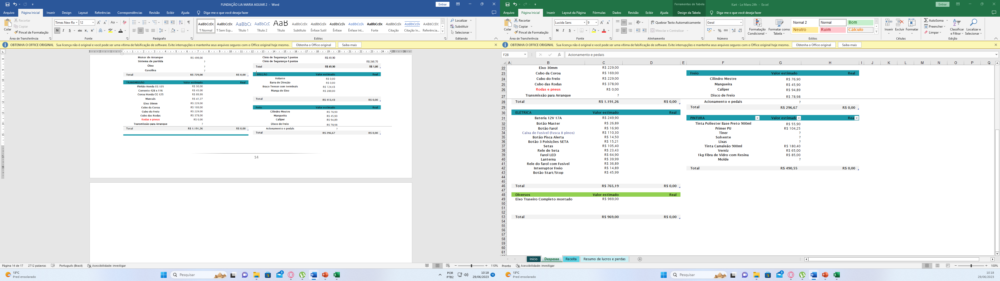 FUNDAÇÃO LIA MARIA AGUIAR 2 - Word
Entrar
Arquivo Página Inicial Inserir Design Layout Referências Correspondências Revisão Exibir Ajuda Diga-me o que você deseja fazer
Colar
Recortar
Copiar
Pincel de Formatação
Times New Ro 12
Área de Transferência Fonte Parágrafo Estilos Editando
¶ Normal ¶ Sem Esp... Título 1 Título 2 Título Subtítulo Ênfase Sutil Ênfase Ênfase Int... Forte Citação Citação In... Referência...
Localizar
Substituir
Selecionar
OBTENHA O OFFICE ORIGINAL Sua licença não é original e você pode ser uma vítima de falsificação de software. Evite interrupções e mantenha seus arquivos seguros com o Office original hoje mesmo. Obtenha o Office original Saiba mais
Motor de Arranque R$ 499,00
Sistema de partida ?
Óleo ?
Gasolina ?
Total R$ 729,00 R$ 0,00
TRANSMISSÃO Valor estimado Real
Pinhão Honda CG 125 R$ 30,00
Corrente 428 x 116 R$ 45,00
Coroa Honda CG 125 R$ 69,99
Mancais R$ 41,27
Eixo 30mm R$ 229,00
Cubo da Coroa R$ 169,00
Cubo do Freio R$ 229,00
Cubo das Rodas R$ 378,00
Rodas e pneus R$ 0,00
Transmissão para Arranque ?
Total R$ 1.191,26 R$ 0,00
Cinto de Segurança 3 pontos R$ 49,90
Cinto de Segurança 4 pontos R$ 248,70
Total R$ 49,90 R$ 1,00
DIREÇÃO Valor estimado Real
Volante R$ 0,00
Barra de Direção R$ 0,00
Braço Tensor com terminais R$ 124,43
Manga de Eixo R$ 289,00
Total R$ 413,43 R$ 0,00
Freio Valor estimado Real
Cilindro Mestre R$ 76,90
Mangueira R$ 45,90
Caliper R$ 94,89
Disco de Freio R$ 78,98
Acionamento e pedais ?
Total R$ 296,67 R$ 0,00
14
Página 14 de 17 2712 palavras Português (Brasil) Acessibilidade: investigar 110%
13°C
Pred ensolarado
Pesquisar
POR
PTB2
10:18
29/06/2023
10
Ferramentas de Tabela
Kart - Le Mans 24h - Excel
Entrar
Arquivo Página Inicial Inserir Layout da Página Fórmulas Dados Revisão Exibir Ajuda Design da Tabela Diga-me o que você deseja fazer
Colar
Recortar
Copiar
Pincel de Formatação
Lucida Sans 9
Quebrar Texto Automaticamente
Mesclar e Centralizar
Geral
Formatação Condicional
Formatar como Tabela
Normal 2 Normal Bom
Neutro Ruim Cálculo
Inserir Excluir Formatar
AutoSoma
Preencher
Limpar
Classificar e Filtrar
Localizar e Selecionar
Área de Transferência Fonte Alinhamento Número Estilos Células Edição
OBTENHA O OFFICE ORIGINAL Sua licença não é original e você pode ser uma vítima de falsificação de software. Evite interrupções e mantenha seus arquivos seguros com o Office original hoje mesmo. Obtenha o Office original Saiba mais
F28 Acionamento e pedais
A B C D E F G H I J K L M N O P Q
22 Eixo 30mm R$ 229,00
23 Cubo da Coroa R$ 169,00 Freio Valor estimado Real
24 Cubo do Freio R$ 229,00 Cilindro Mestre R$ 76,90
25 Cubo das Rodas R$ 378,00 Mangueira R$ 45,90
26 Rodas e pneus R$ 0,00 Caliper R$ 94,89
27 Transmissão para Arranque ? Disco de Freio R$ 78,98
28 Total R$ 1.191,26 R$ 0,00 Acionamento e pedais ?
29 Total R$ 296,67 R$ 0,00
30 ELÉTRICA Valor estimado Real
31 Bateria 12V 17A R$ 249,90 PINTURA Valor estimado Rea
32 Botão Master R$ 26,89 Tinta Poliester Base Preto 900ml R$ 55,90
33 Botão Farol R$ 16,90 Primer PU R$ 104,25
34 Caixa de Fusível (Fusca 8 pinos) R$ 110,30 Tiner ?
35 Botão Pisca Alerta R$ 14,50 Solvente ?
36 Botão 3 Poisições SETA R$ 15,21 Lixas ?
37 Setas R$ 105,40 Tinta Camaleão 900ml R$ 180,40
38 Rele de Seta R$ 23,43 Verniz R$ 65,00
39 Farol LED R$ 64,90 1kg Fibra de Vidro com Resina R$ 85,00
40 Lanterna R$ 39,99 Molde ?
41 Rele do farol com Fusível R$ 36,89
42 Interruptor Freio R$ 14,89 Total R$ 490,55 R$ 0,00
43 Botão Start/Stop R$ 45,99
44
45
46 Total R$ 765,19 R$ 0,00
47
48 Diversos Valor estimado Real
49 Eixo Traseiro Completo montado R$ 969,00
50
51
52
53 Total R$ 969,00 R$ 0,00
54
55
56
57
58
59
60
61
Início Despesas Receita Resumo de lucros e perdas
Pronto Acessibilidade: investigar 100%
13°C
Pred ensolarado
Pesquisar
10:18
29/06/2023